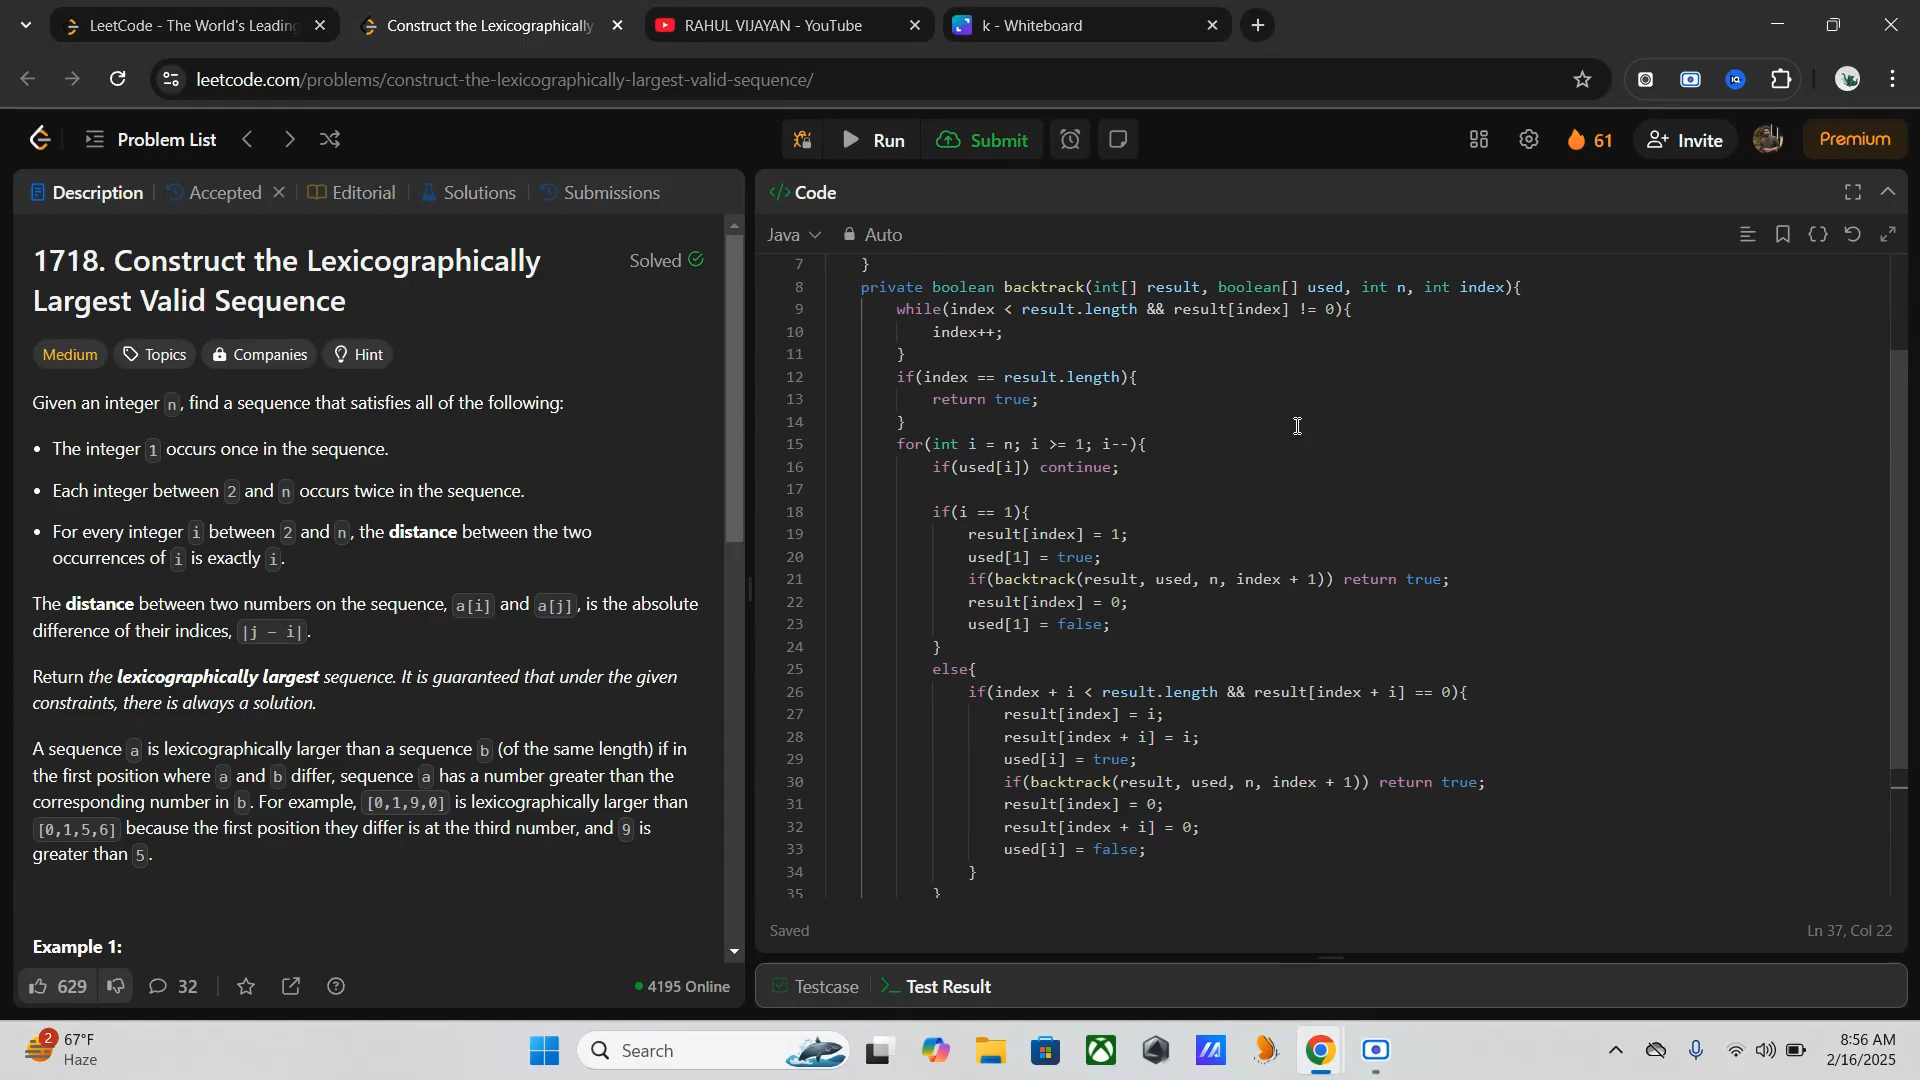 LeetCode - The World's Leading
Construct the Lexicographically
RAHUL VIJAYAN - YouTube
k - Whiteboard
leetcode.com/problems/construct-the-lexicographically-largest-valid-sequence/
Problem List
Run
Submit
61
Invite
Premium
Description
Accepted
Editorial
Solutions
Submissions
1718. Construct the Lexicographically
Largest Valid Sequence
Solved
Medium
Topics
Companies
Hint
Given an integer n, find a sequence that satisfies all of the following:
• The integer 1 occurs once in the sequence.
• Each integer between 2 and n occurs twice in the sequence.
• For every integer i between 2 and n, the distance between the two
occurrences of i is exactly i.
The distance between two numbers on the sequence, a[i] and a[j], is the absolute
difference of their indices, |j - i|.
Return the lexicographically largest sequence. It is guaranteed that under the given
constraints, there is always a solution.
A sequence a is lexicographically larger than a sequence b (of the same length) if in
the first position where a and b differ, sequence a has a number greater than the
corresponding number in b. For example, [0,1,9,0] is lexicographically larger than
[0,1,5,6] because the first position they differ is at the third number, and 9 is
greater than 5.
Example 1:
629
32
4195 Online
</> Code
Java
Auto
7 }
8 private boolean backtrack(int[] result, boolean[] used, int n, int index){
9 while(index < result.length && result[index] != 0){
10 index++;
11 }
12 if(index == result.length){
13 return true;
14 }
15 for(int i = n; i >= 1; i--){
16 if(used[i]) continue;
17
18 if(i == 1){
19 result[index] = 1;
20 used[1] = true;
21 if(backtrack(result, used, n, index + 1)) return true;
22 result[index] = 0;
23 used[1] = false;
24 }
25 else{
26 if(index + i < result.length && result[index + i] == 0){
27 result[index] = i;
28 result[index + i] = i;
29 used[i] = true;
30 if(backtrack(result, used, n, index + 1)) return true;
31 result[index] = 0;
32 result[index + i] = 0;
33 used[i] = false;
34 }
35 }
Saved
Ln 37, Col 22
Testcase
Test Result
2
67°F
Haze
Search
8:56 AM
2/16/2025